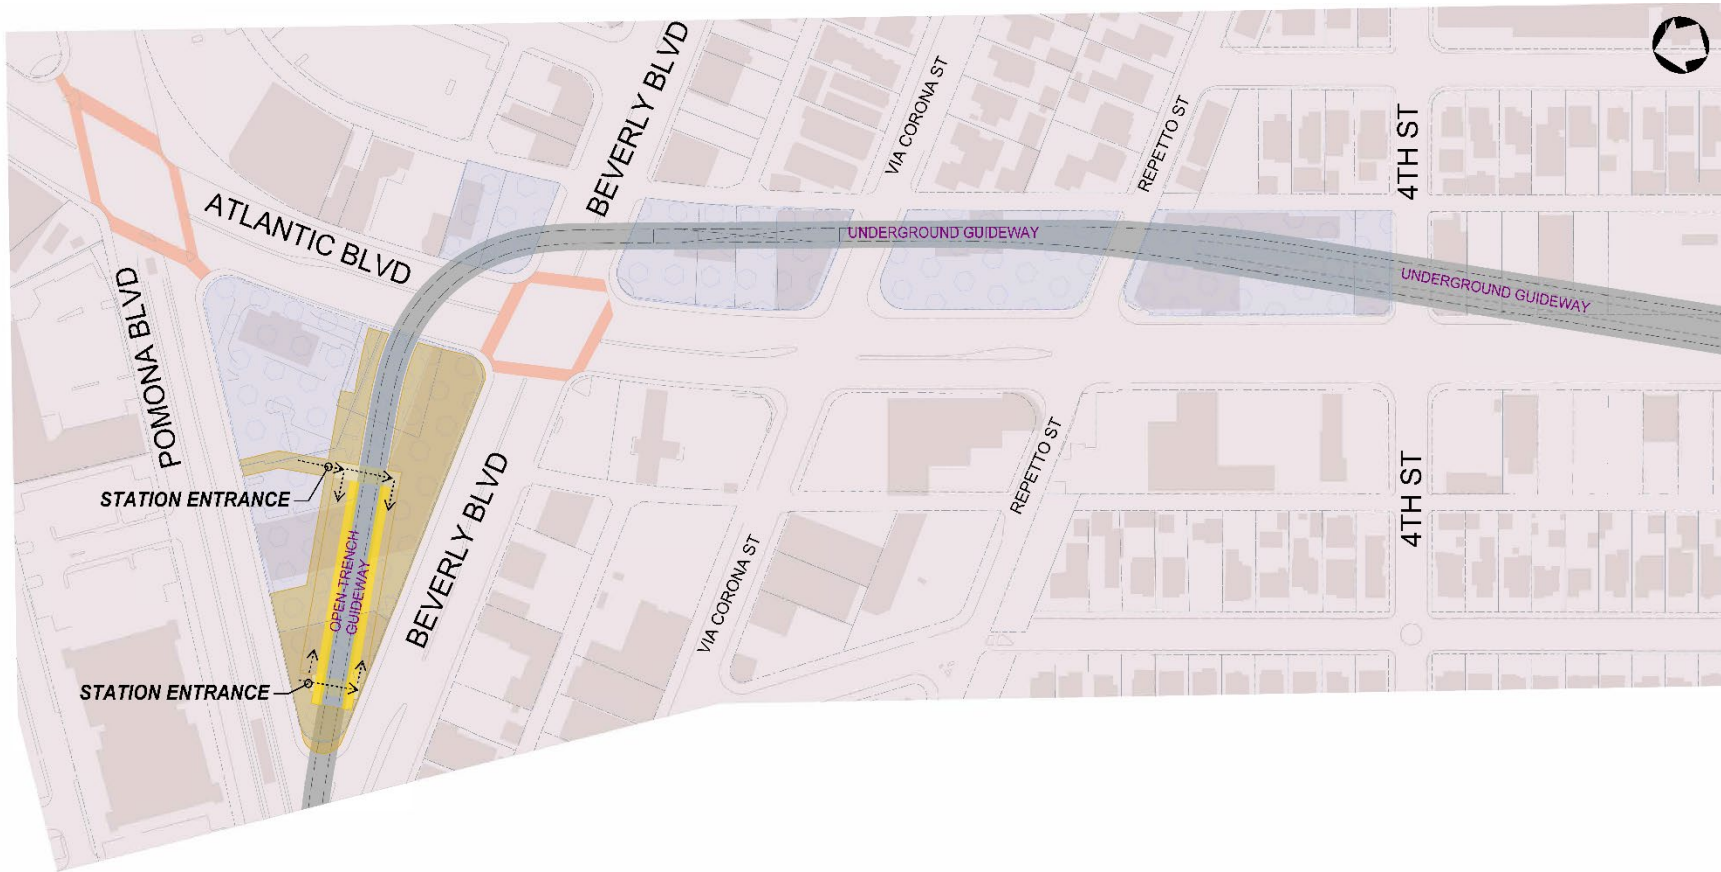 BEVERLY BLVD
VIA CORONA ST
REPETTO ST
4TH ST
ATLANTIC BLVD
UNDERGROUND GUIDEWAY
UNDERGROUND GUIDEWAY
POMONA BLVD
STATION ENTRANCE
BEVERLY BLVD
REPETTO ST
4TH ST
OPEN-TRENCH
GUIDEWAY
VIA CORONA ST
STATION ENTRANCE